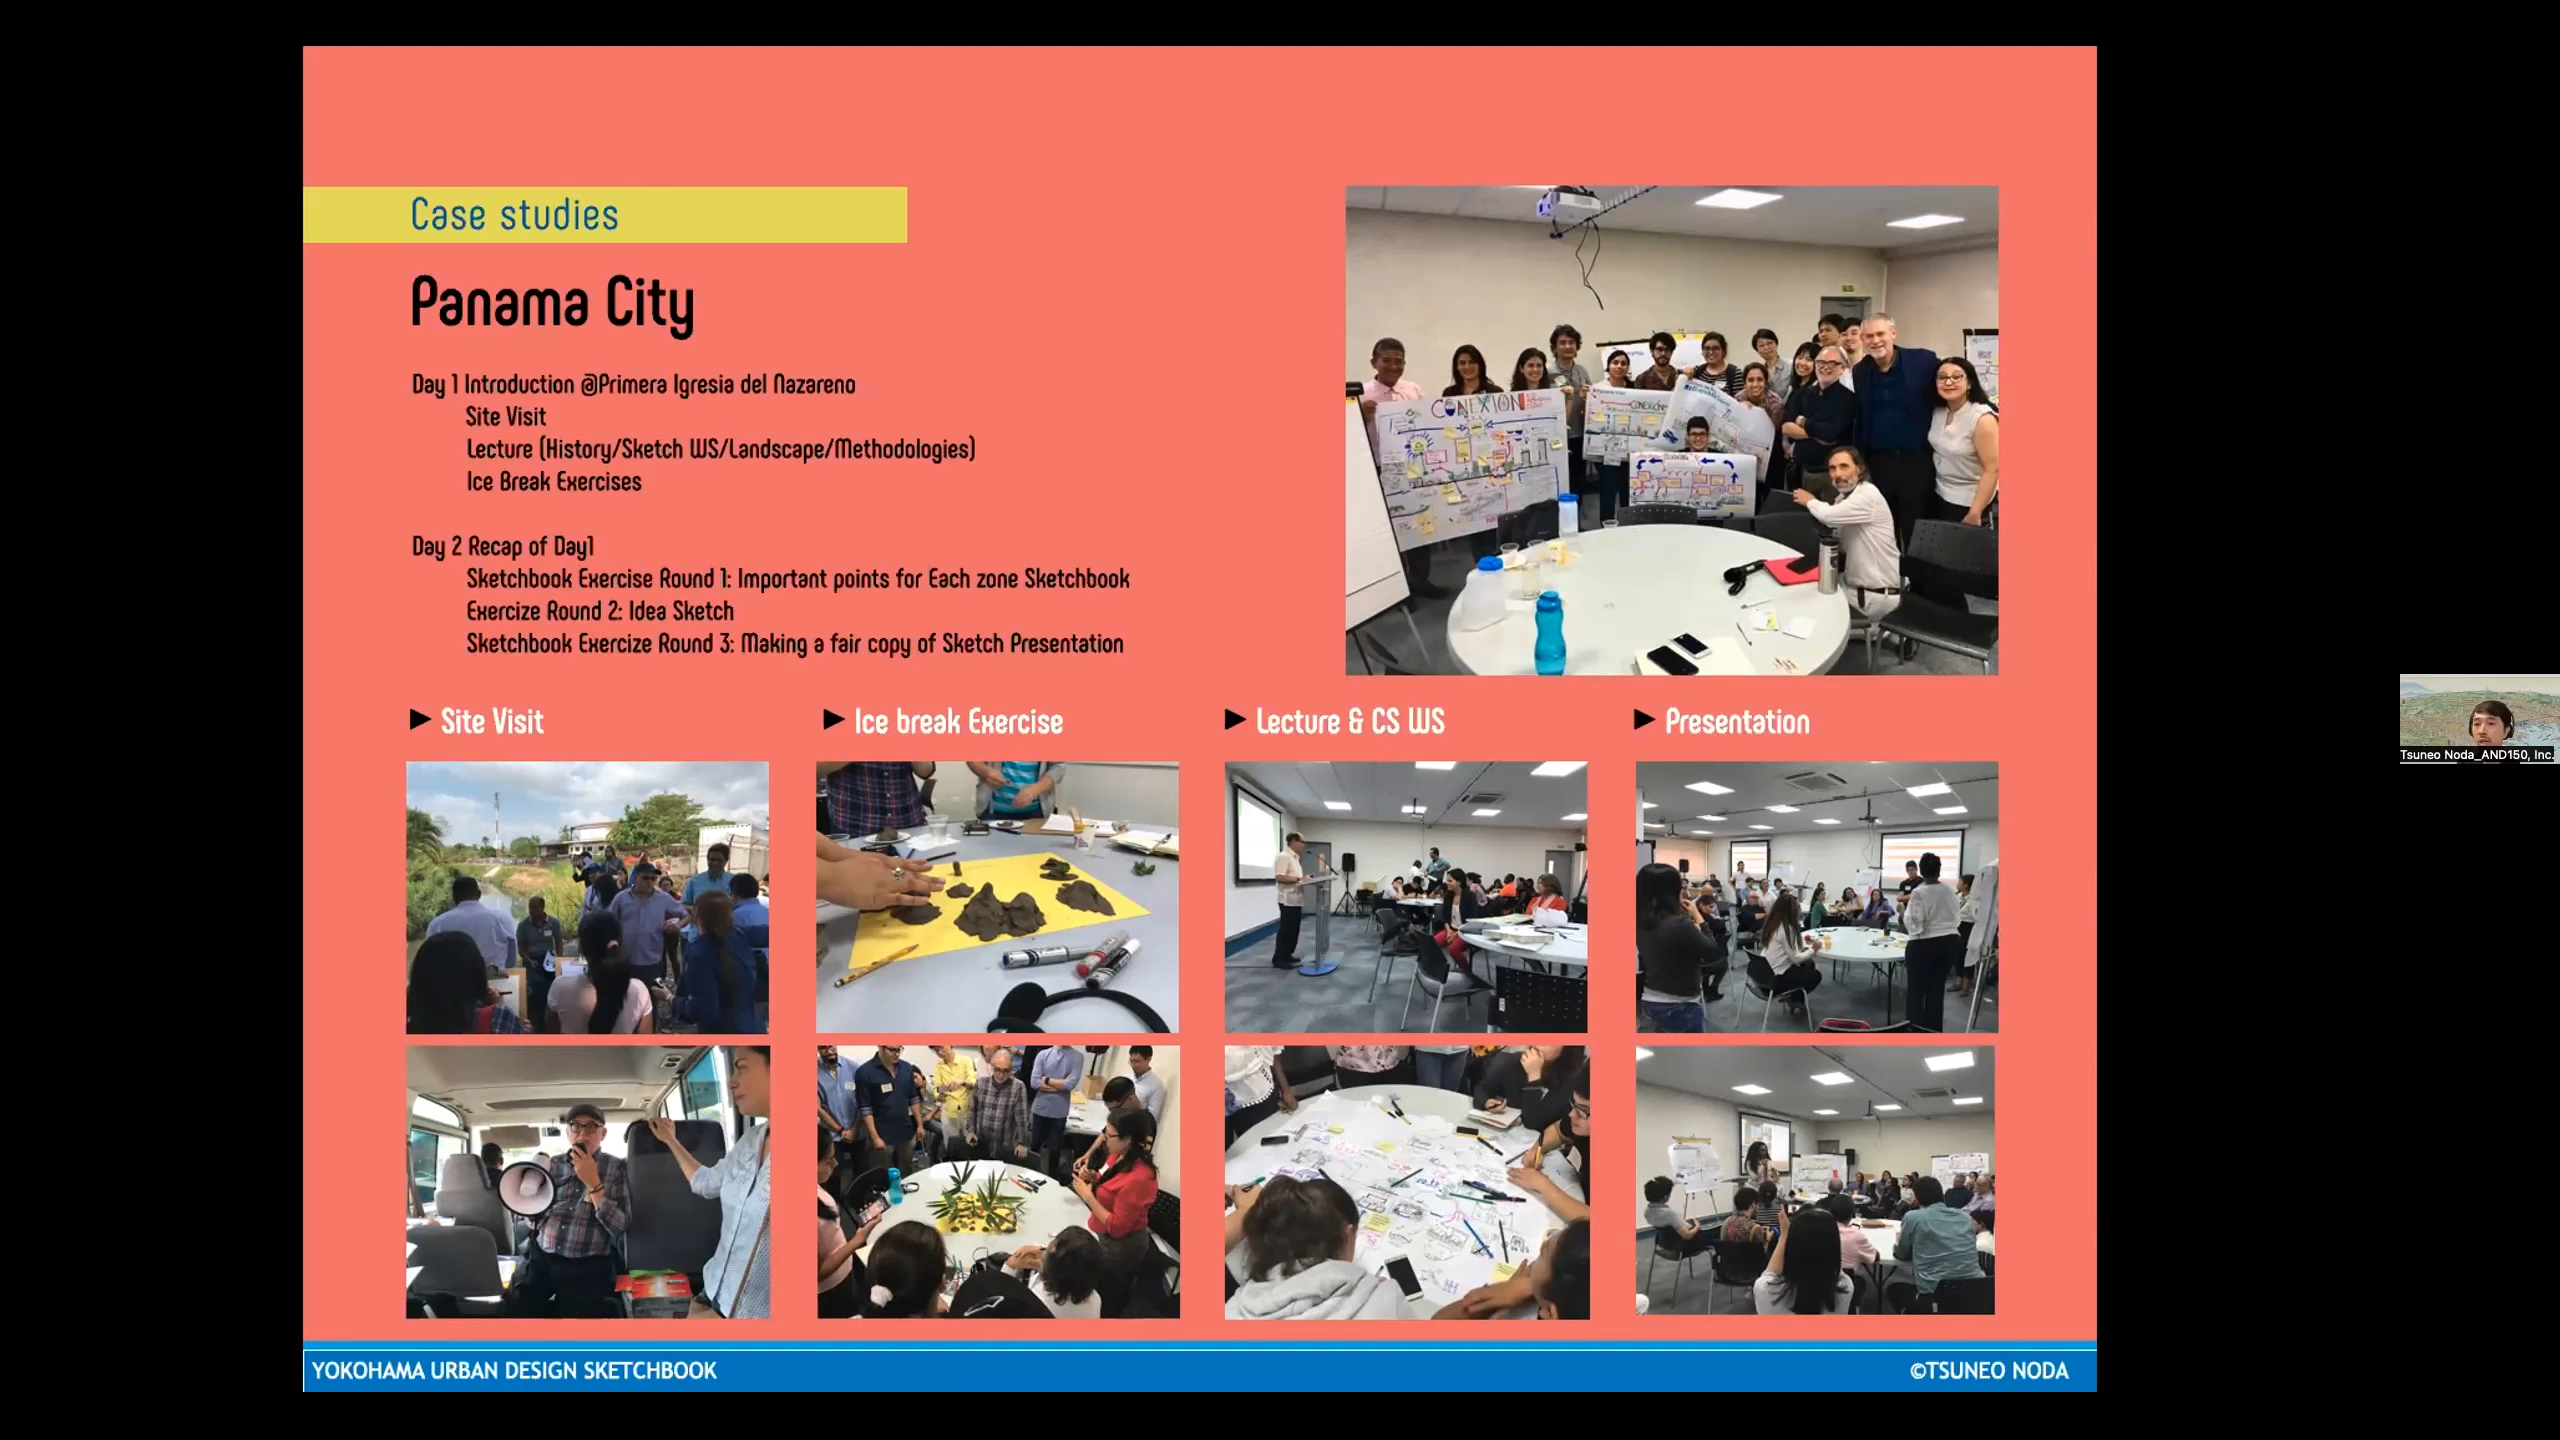 Case studies
Panama City
Day 1 Introduction @Primera Igresia del Nazareno
Site Visit
Lecture (History/Sketch WS/Landscape/Methodologies)
Ice Break Exercises
Day 2 Recap of Day1
Sketchbook Exercise Round 1: Important points for Each zone Sketchbook
Exercize Round 2: Idea Sketch
Sketchbook Exercize Round 3: Making a fair copy of Sketch Presentation
CONEXION
CONEXION
► Site Visit
► Ice break Exercise
► Lecture & CS WS
► Presentation
Tsuneo Noda_AND150, Inc.
YOKOHAMA URBAN DESIGN SKETCHBOOK
©TSUNEO NODA